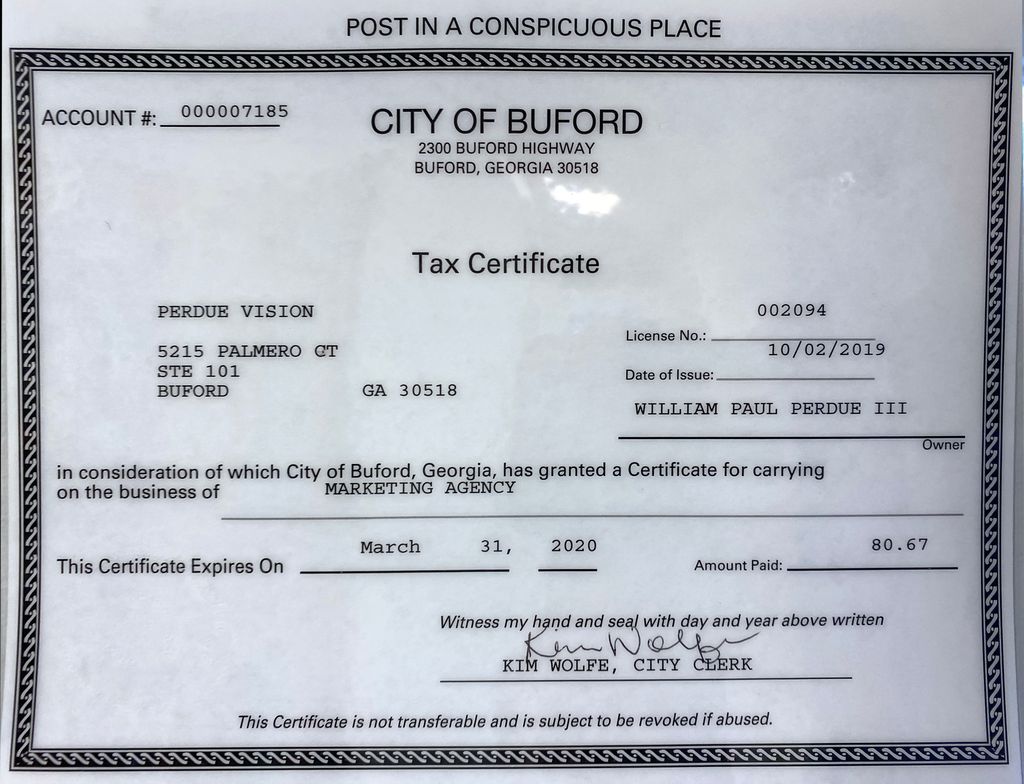 POST IN A CONSPICUOUS PLACE
ACCOUNT #: 000007185
CITY OF BUFORD
2300 BUFORD HIGHWAY
BUFORD, GEORGIA 30518
Tax Certificate
PERDUE VISION
5215 PALMERO CT
STE 101
BUFORD GA 30518
002094
License No.:
10/02/2019
Date of Issue:
WILLIAM PAUL PERDUE III
Owner
in consideration of which City of Buford, Georgia, has granted a Certificate for carrying
on the business of MARKETING AGENCY
This Certificate Expires On March 31, 2020
Amount Paid: 80.67
Witness my hand and seal with day and year above written
Kim Wolfe
KIM WOLFE, CITY CLERK
This Certificate is not transferable and is subject to be revoked if abused.